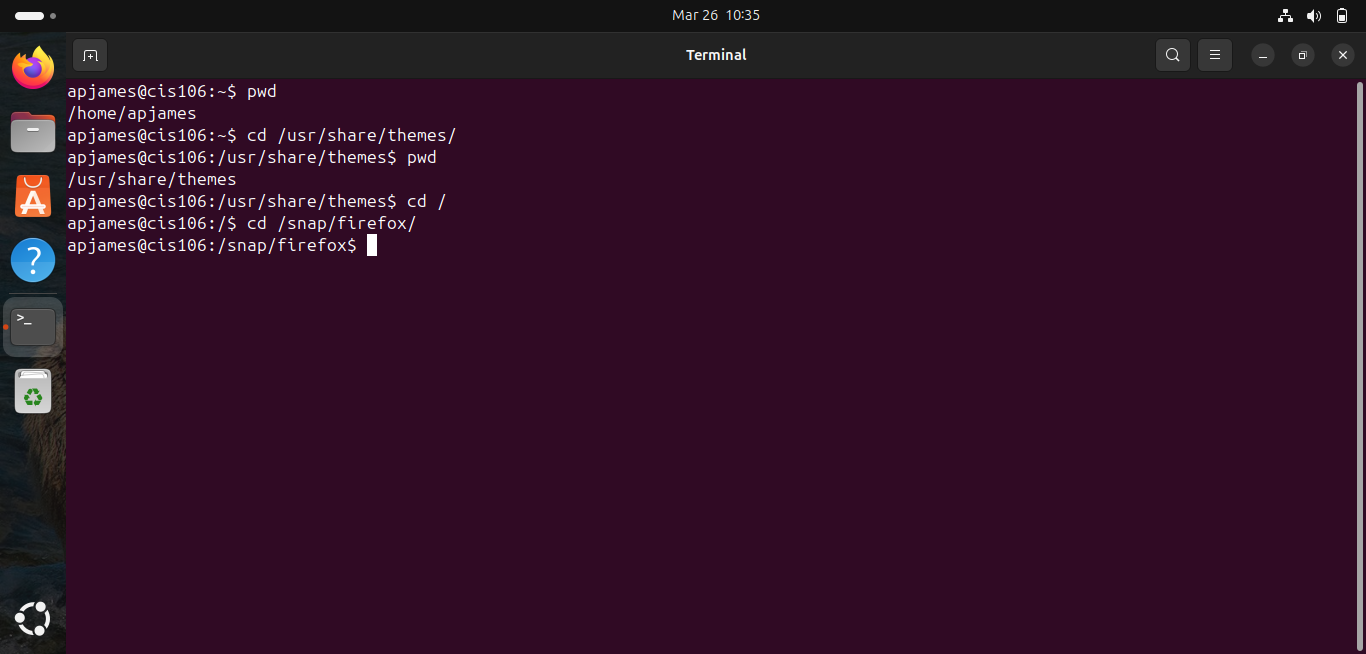 Mar 26 10:35
Terminal
apjames@cis106:~$ pwd
/home/apjames
apjames@cis106:~$ cd /usr/share/themes/
apjames@cis106:/usr/share/themes$ pwd
/usr/share/themes
apjames@cis106:/usr/share/themes$ cd /
apjames@cis106:/$ cd /snap/firefox/
apjames@cis106:/snap/firefox$